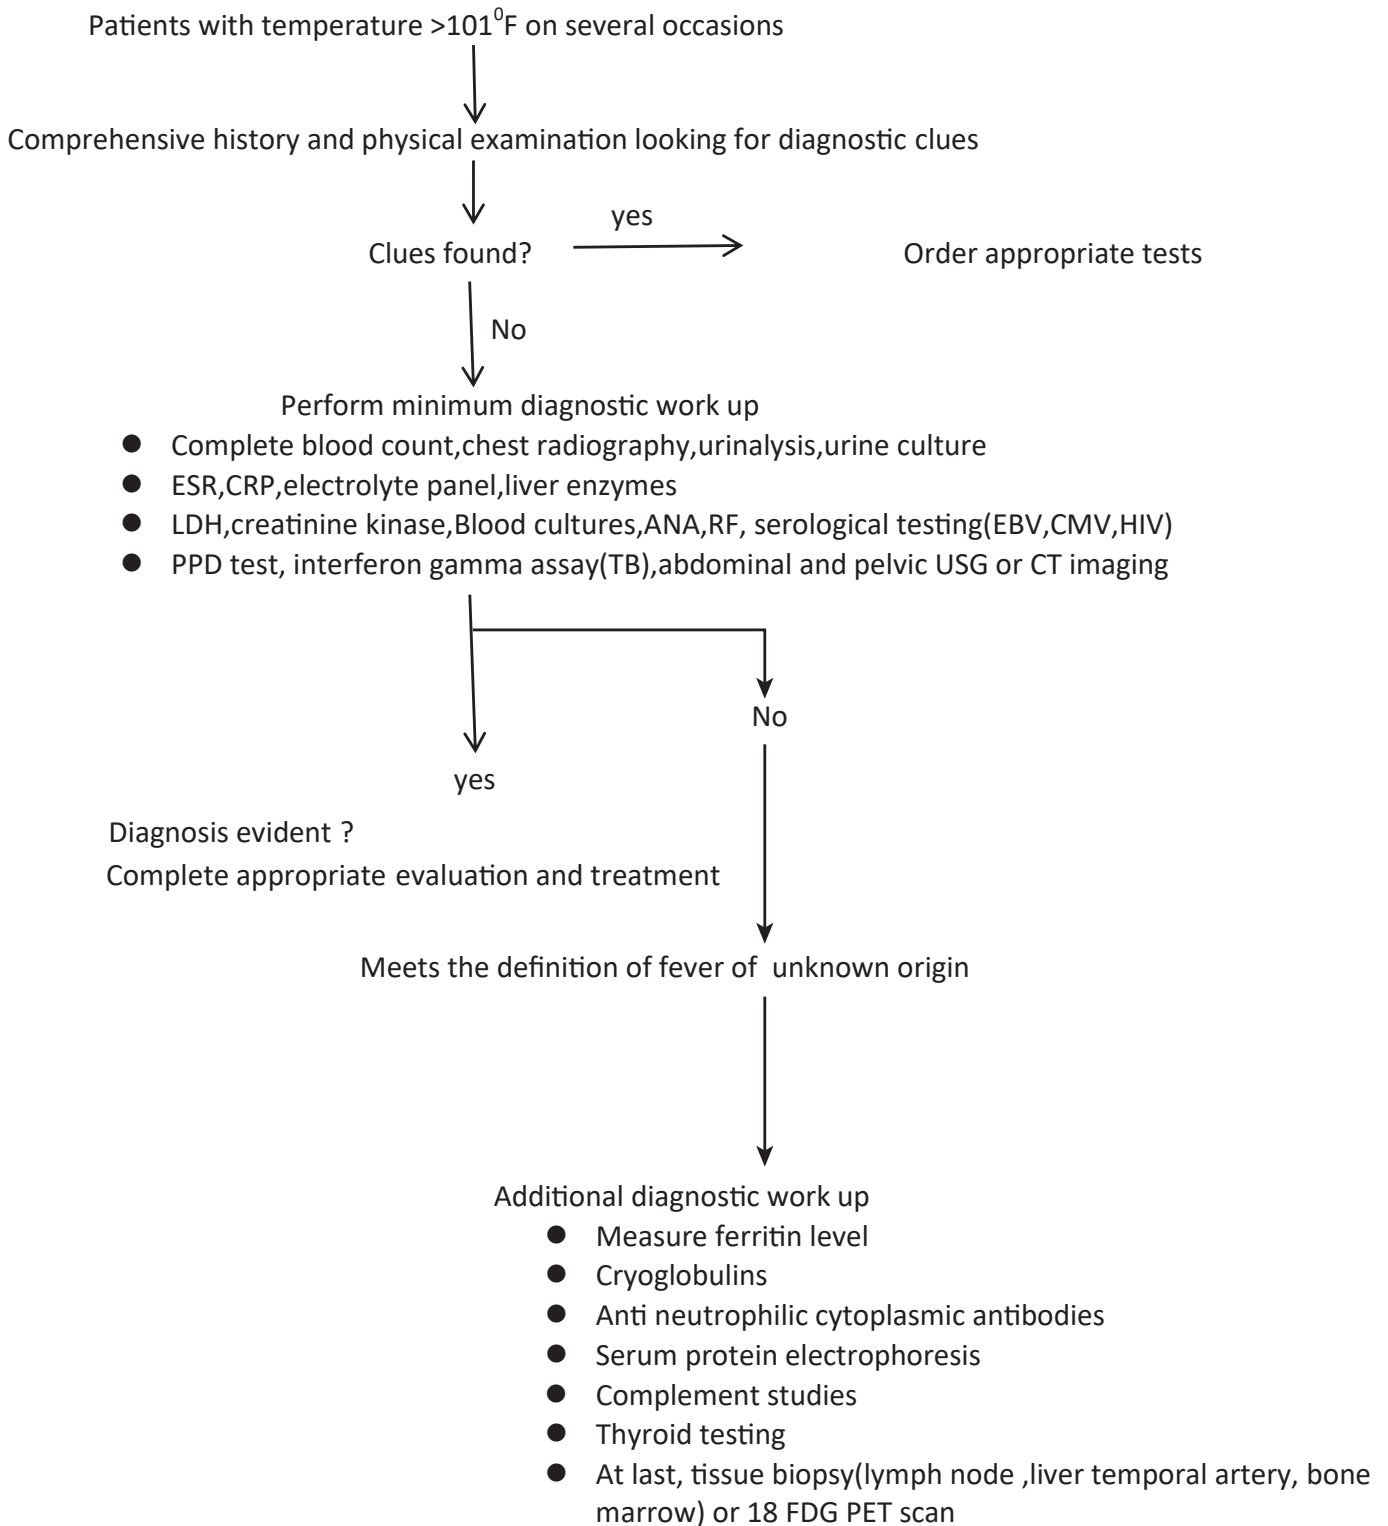 Patients with temperature >101⁰F on several occasions
Comprehensive history and physical examination looking for diagnostic clues
yes
Clues found?
Order appropriate tests
No
Perform minimum diagnostic work up
● Complete blood count,chest radiography,urinalysis,urine culture
● ESR,CRP,electrolyte panel,liver enzymes
● LDH,creatinine kinase,Blood cultures,ANA,RF, serological testing(EBV,CMV,HIV)
● PPD test, interferon gamma assay(TB),abdominal and pelvic USG or CT imaging
No
yes
Diagnosis evident ?
Complete appropriate evaluation and treatment
Meets the definition of fever of unknown origin
Additional diagnostic work up
● Measure ferritin level
● Cryoglobulins
● Anti neutrophilic cytoplasmic antibodies
● Serum protein electrophoresis
● Complement studies
● Thyroid testing
● At last, tissue biopsy(lymph node ,liver temporal artery, bone
marrow) or 18 FDG PET scan